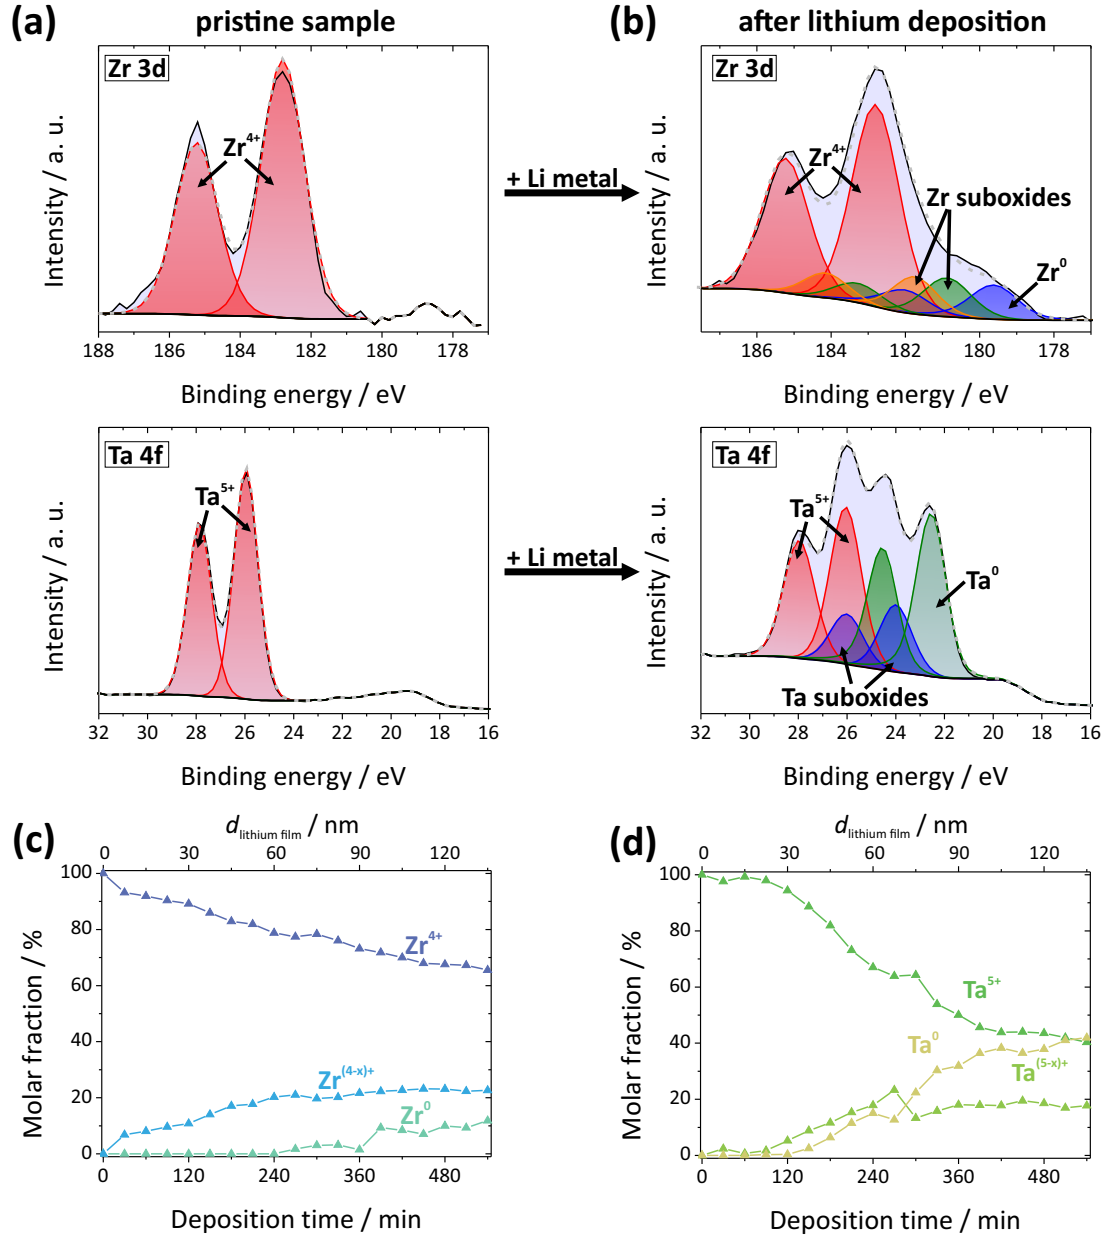 (a) pristine sample
(b) after lithium deposition
Zr 3d
Zr⁴⁺
Intensity / a. u.
188 186 184 182 180 178
Binding energy / eV
+ Li metal
Zr 3d
Zr⁴⁺
Zr suboxides
Zr⁰
Intensity / a. u.
186 184 182 180 178
Binding energy / eV
Ta 4f
Ta⁵⁺
Intensity / a. u.
32 30 28 26 24 22 20 18 16
Binding energy / eV
+ Li metal
Ta 4f
Ta⁵⁺
Ta⁰
Ta suboxides
Intensity / a. u.
32 30 28 26 24 22 20 18 16
Binding energy / eV
(c)
d lithium film / nm
0 30 60 90 120
100
80
60
40
20
0
Molar fraction / %
Zr⁴⁺
Zr⁽⁴⁻ˣ⁾⁺
Zr⁰
0 120 240 360 480
Deposition time / min
(d)
d lithium film / nm
0 30 60 90 120
100
80
60
40
20
0
Molar fraction / %
Ta⁵⁺
Ta⁰
Ta⁽⁵⁻ˣ⁾⁺
0 120 240 360 480
Deposition time / min